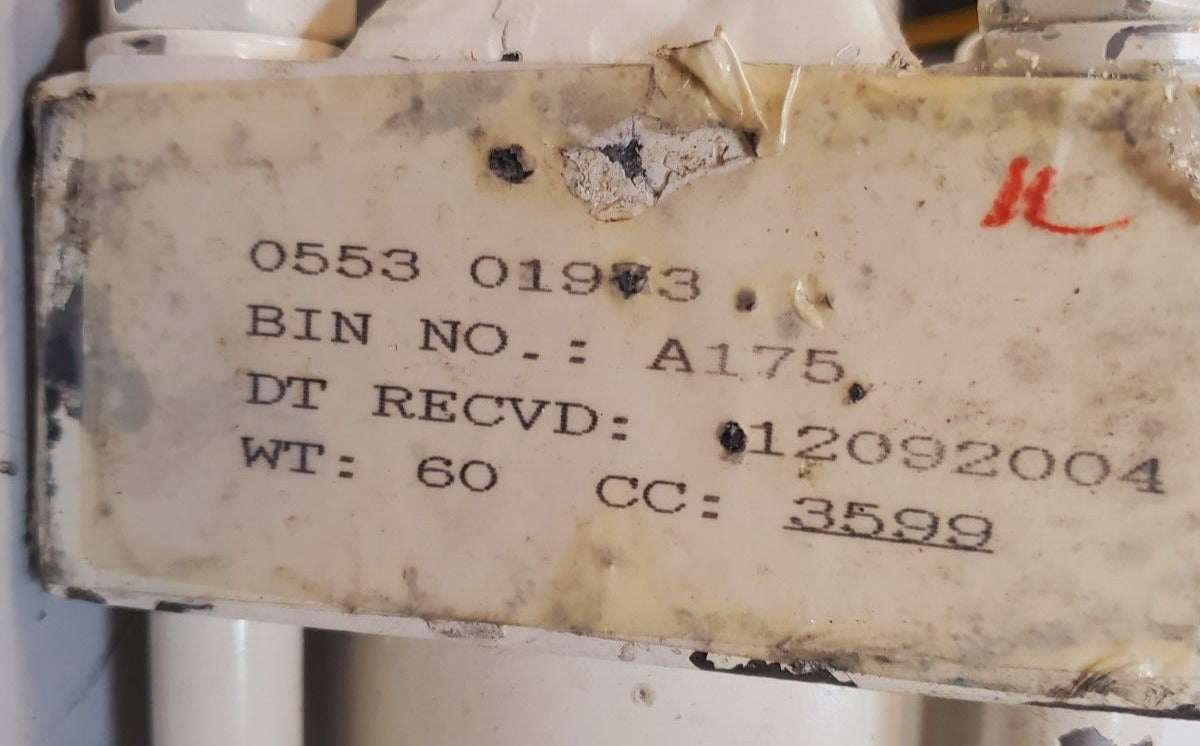 0553
BIN NO.: A175
DT RECVD: 12092004
WT: 60 CC: 3599